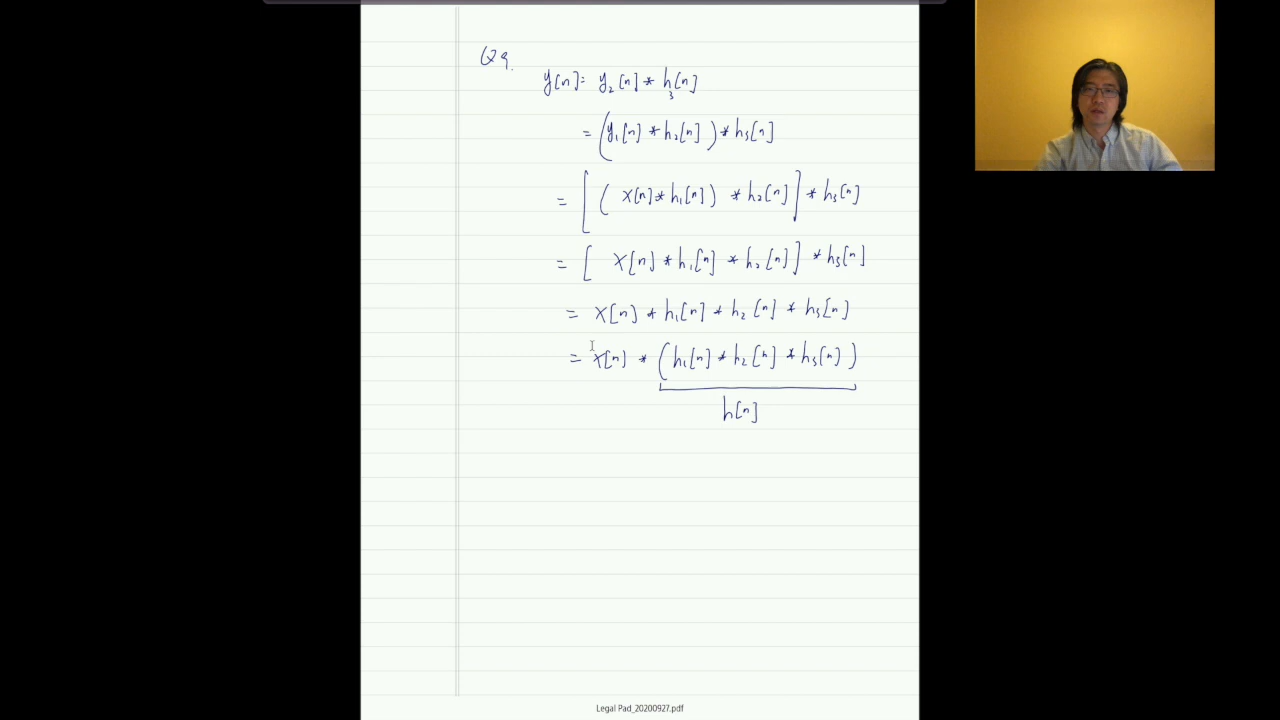 Q9.
y[n] = y₂[n] * h₃[n]
= (y₁[n] * h₂[n]) * h₃[n]
= [(x[n] * h₁[n]) * h₂[n]] * h₃[n]
= [x[n] * h₁[n] * h₂[n]] * h₃[n]
= x[n] * h₁[n] * h₂[n] * h₃[n]
= x[n] * (h₁[n] * h₂[n] * h₃[n])
h[n]
Legal Pad_20200927.pdf